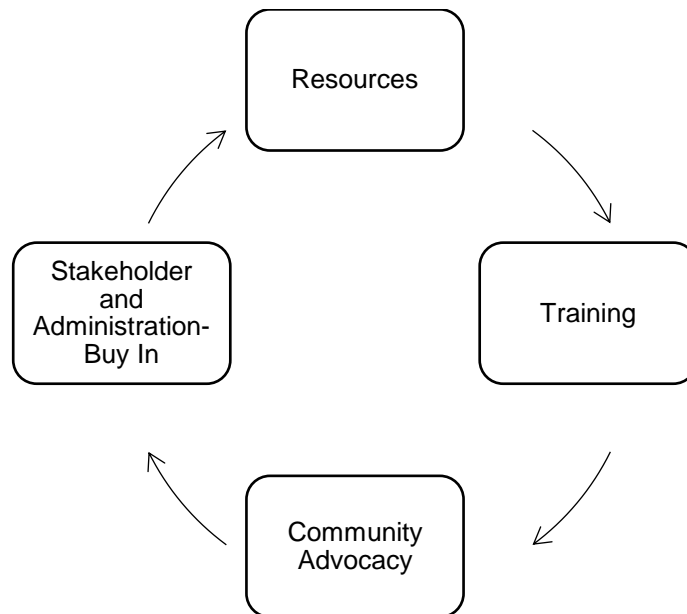 Resources
Stakeholder
and
Administration-
Buy In
Training
Community
Advocacy